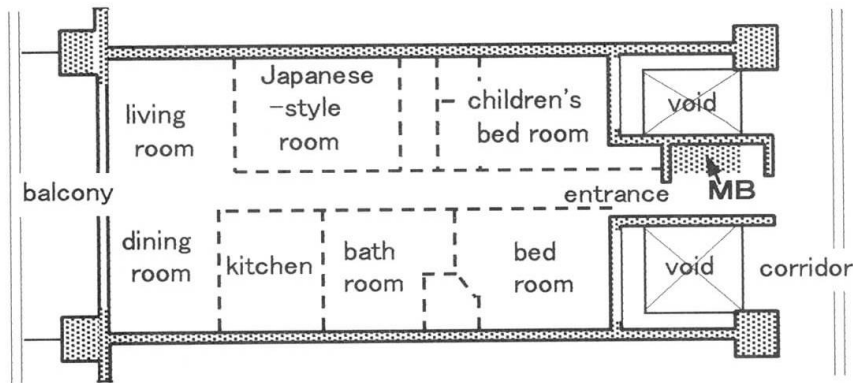 Japanese
-style
room
living
room
children's
bed room
void
balcony
entrance
MB
dining
room
kitchen
bath
room
bed
room
void
corridor